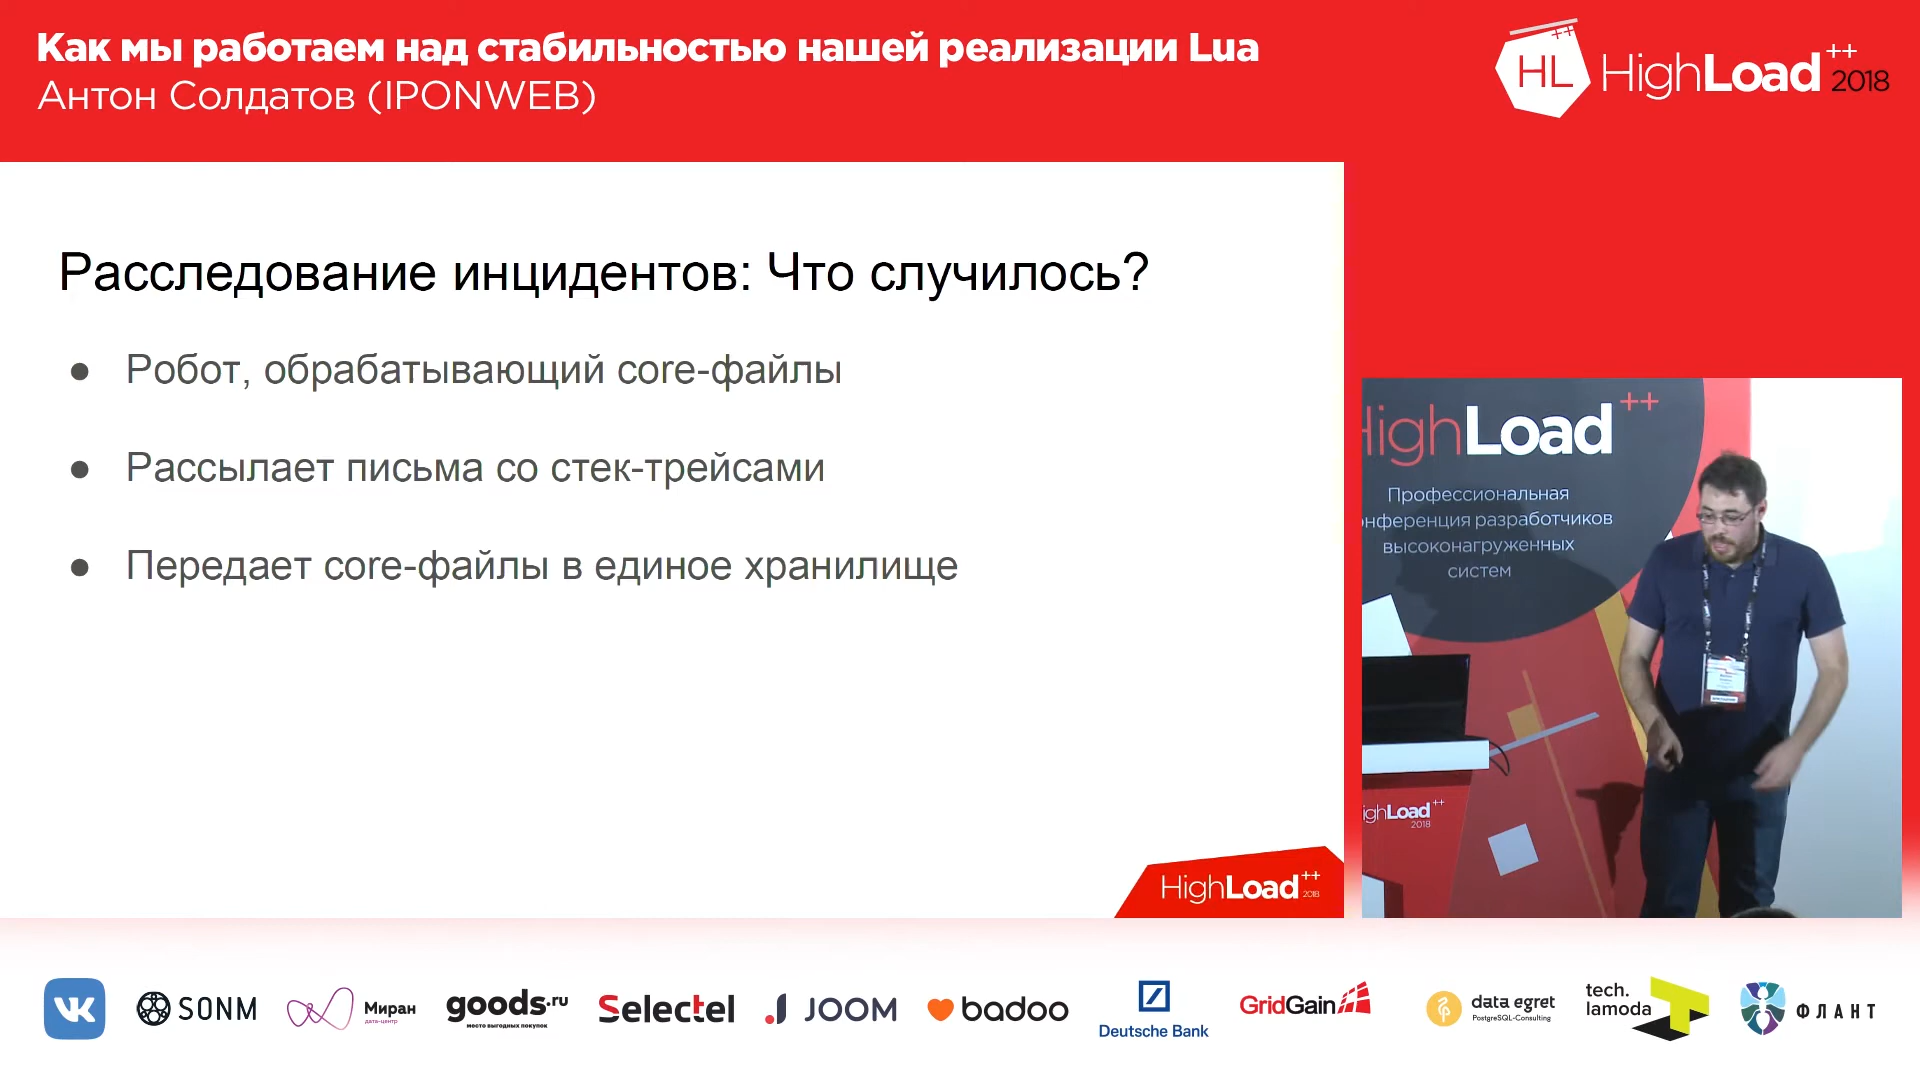 Как мы работаем над стабильностью нашей реализации Lua
Антон Солдатов (IPONWEB)
HL HighLoad++ 2018
Расследование инцидентов: Что случилось?
● Робот, обрабатывающий core-файлы
● Рассылает письма со стек-трейсами
● Передает core-файлы в единое хранилище
HighLoad++ 2018
HighLoad++
Профессиональная
онференция разработчиков
высоконагруженных
систем
ighLoad++
2018
VK
SONM
Миран
дата-центр
goods.ru
место выгодных покупок
Selectel
JOOM
badoo
Deutsche Bank
GridGain
data egret
PostgreSQL-Consulting
tech.
lamoda
ФЛАНТ